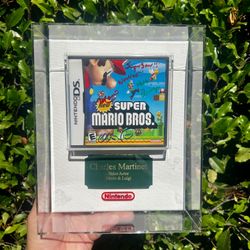 NINTENDO DS
New
SUPER
MARIO BROS.
E
Charles Martinet
Voice Actor
Mario & Luigi
Nintendo